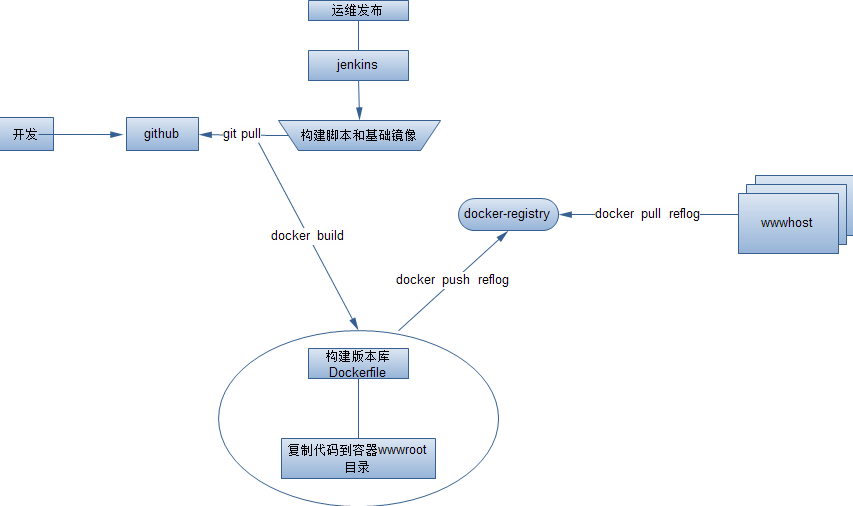 运维发布
jenkins
开发
github
git pull
构建脚本和基础镜像
docker-registry
docker pull reflog
wwwhost
docker build
docker push reflog
构建版本库
Dockerfile
复制代码到容器wwwroot
目录